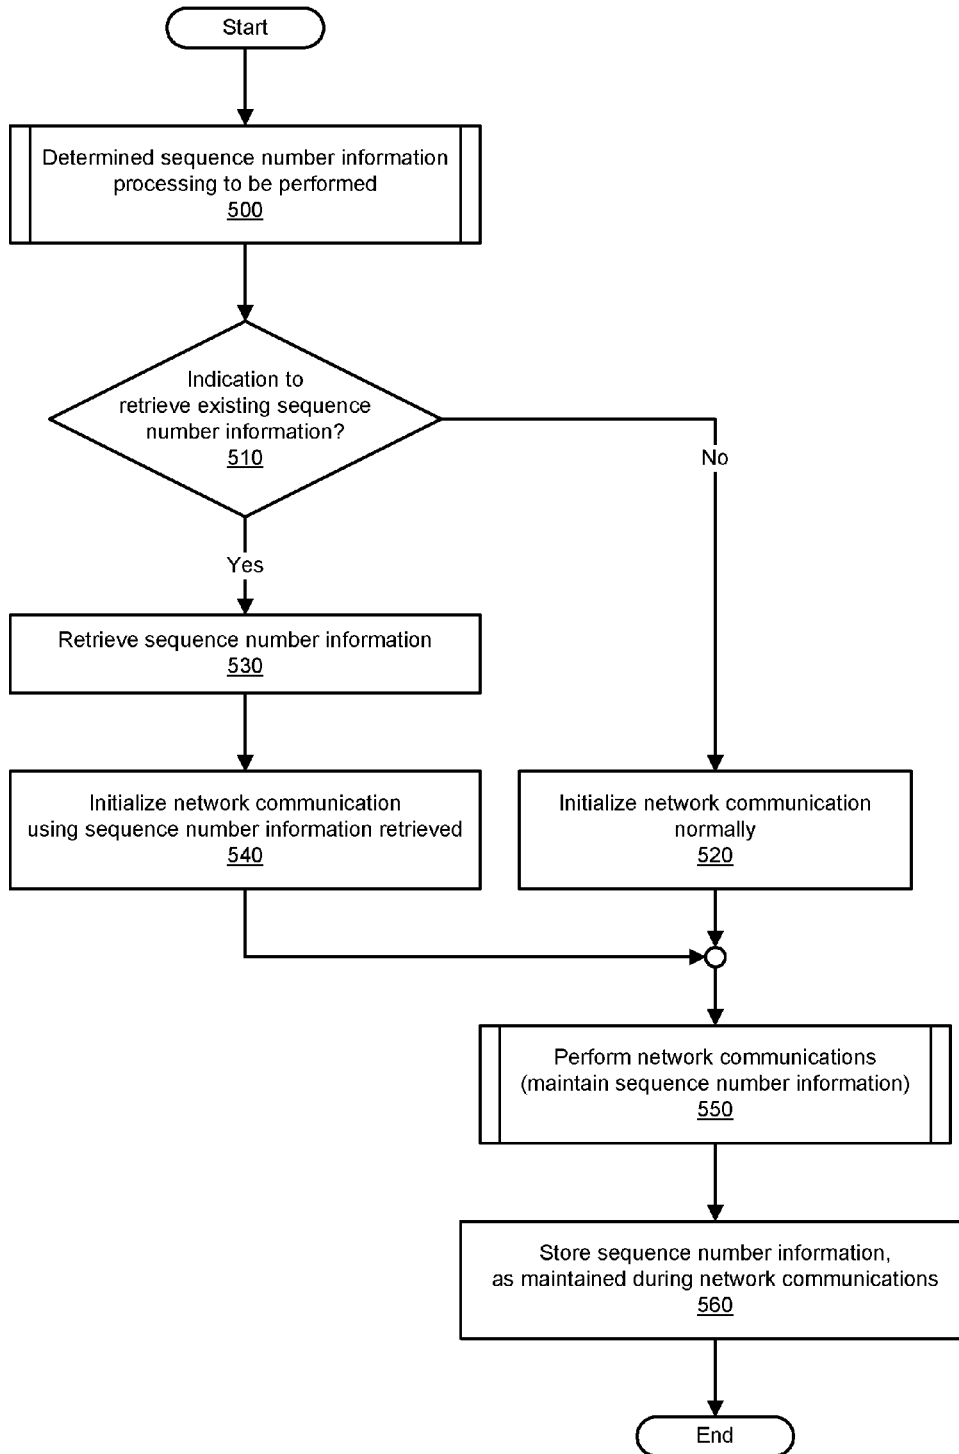 Start
Determined sequence number information
processing to be performed
500
Indication to
retrieve existing sequence
number information?
510
No
Yes
Retrieve sequence number information
530
Initialize network communication
using sequence number information retrieved
540
Initialize network communication
normally
520
Perform network communications
(maintain sequence number information)
550
Store sequence number information,
as maintained during network communications
560
End